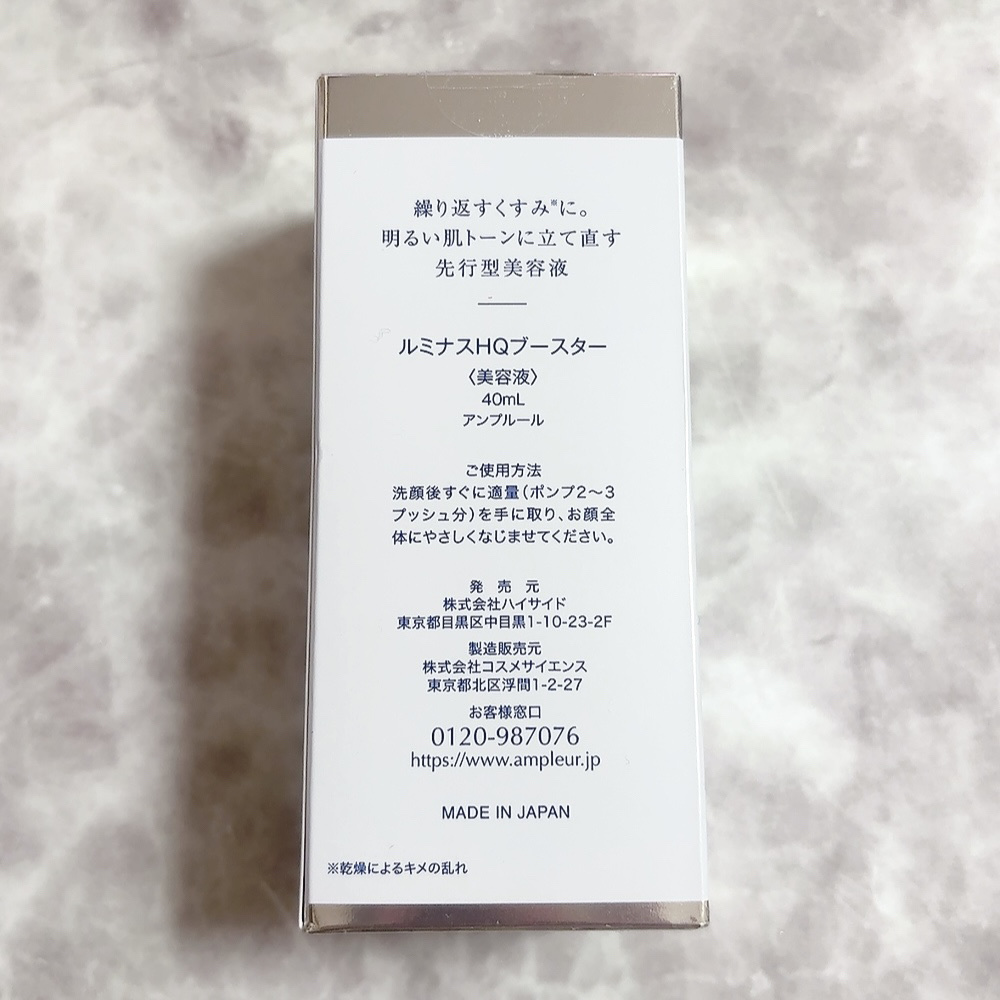 繰り返すくすみ※に。
明るい肌トーンに立て直す
先行型美容液
ルミナスHQブースター
〈美容液〉
40mL
アンプルール
ご使用方法
洗顔後すぐに適量(ポンプ2〜3
プッシュ分)を手に取り、お顔全
体にやさしくなじませてください。
発 売 元
株式会社ハイサイド
東京都目黒区中目黒1-10-23-2F
製造販売元
株式会社コスメサイエンス
東京都北区浮間1-2-27
お客様窓口
0120-987076
https://www.ampleur.jp
MADE IN JAPAN
※乾燥によるキメの乱れ